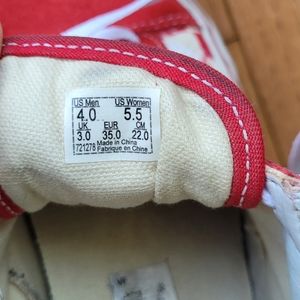 US Men US Women
4.0 5.5
UK EUR CM
3.0 35.0 22.0
Made in China
721278 Fabriqué en Chine